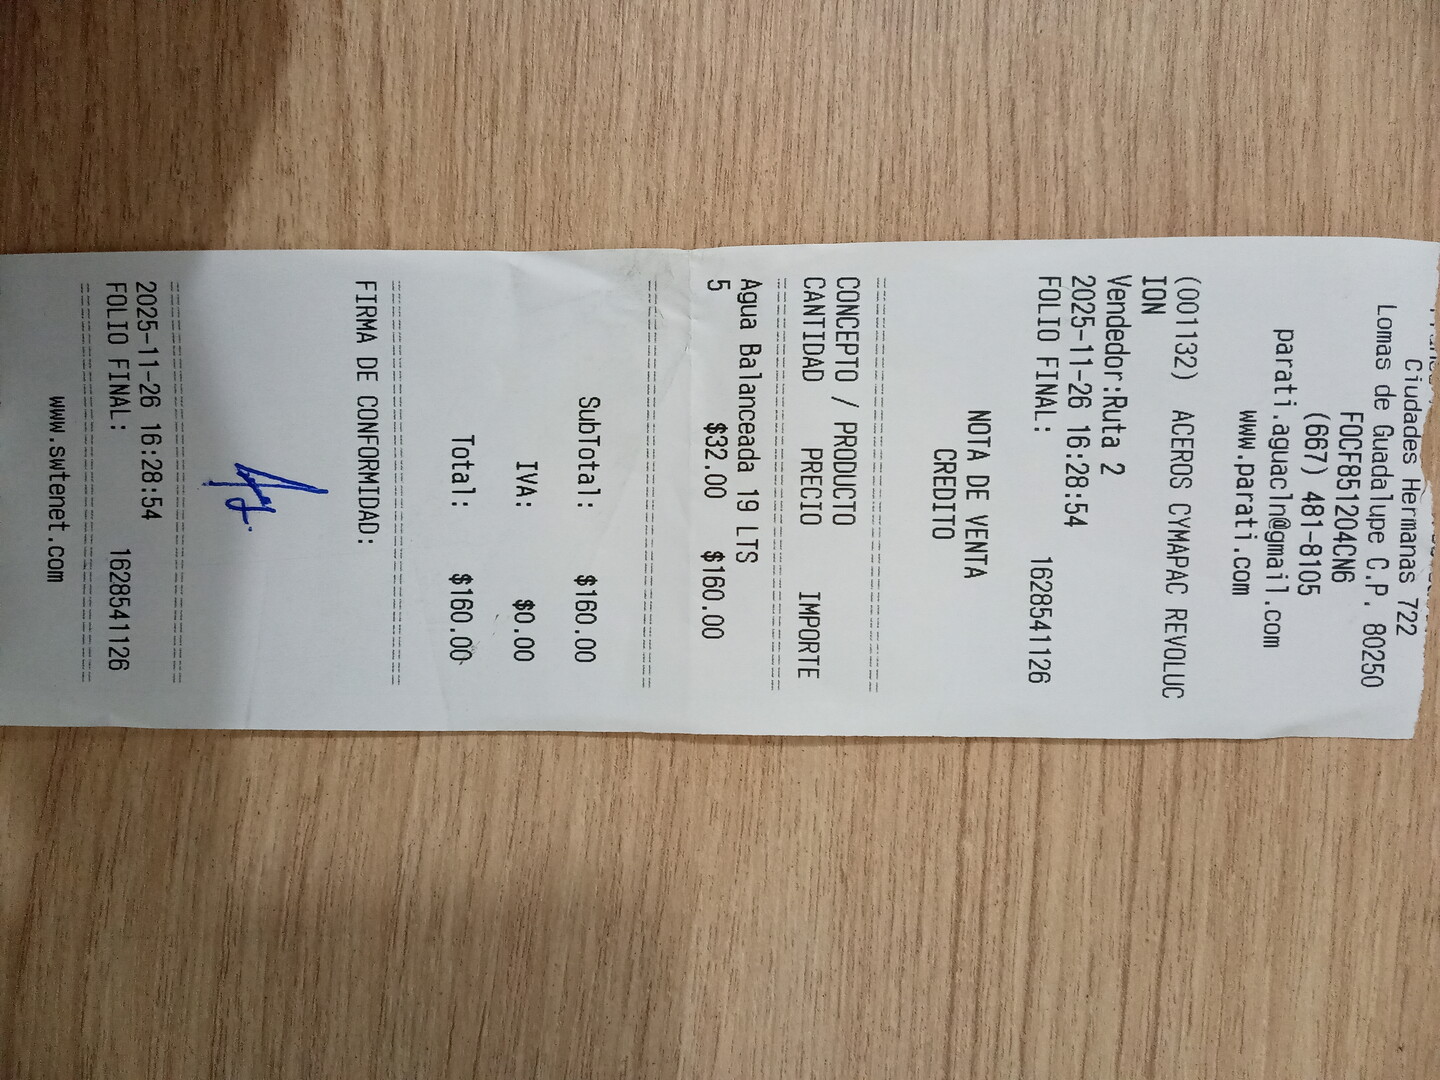 Ciudades Hermanas 722
Lomas de Guadalupe C.P. 80250
FOCF851204CN6
(667) 481-8105
parati.aguacln@gmail.com
www.parati.com
(001132) ACEROS CYMAPAC REVOLUC
ION
Vendedor:Ruta 2
2025-11-26 16:28:54
FOLIO FINAL: 1628541126
NOTA DE VENTA
CREDITO
CONCEPTO / PRODUCTO
CANTIDAD PRECIO IMPORTE
Agua Balanceada 19 LTS
5 $32.00 $160.00
SubTotal: $160.00
IVA: $0.00
Total: $160.00
FIRMA DE CONFORMIDAD:
2025-11-26 16:28:54
FOLIO FINAL: 1628541126
www.swtenet.com